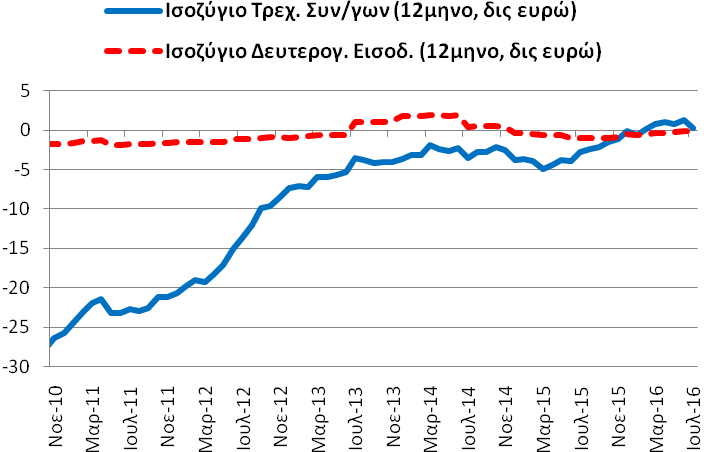 Ισοζύγιο Τρεχ. Συν/γων (12μηνο, δις ευρώ)
Ισοζύγιο Δευτερογ. Εισοδ. (12μηνο, δις ευρώ)
5
0
-5
-10
-15
-20
-25
-30
Νοε-10
Μαρ-11
Ιουλ-11
Νοε-11
Μαρ-12
Ιουλ-12
Νοε-12
Μαρ-13
Ιουλ-13
Νοε-13
Μαρ-14
Ιουλ-14
Νοε-14
Μαρ-15
Ιουλ-15
Νοε-15
Μαρ-16
Ιουλ-16